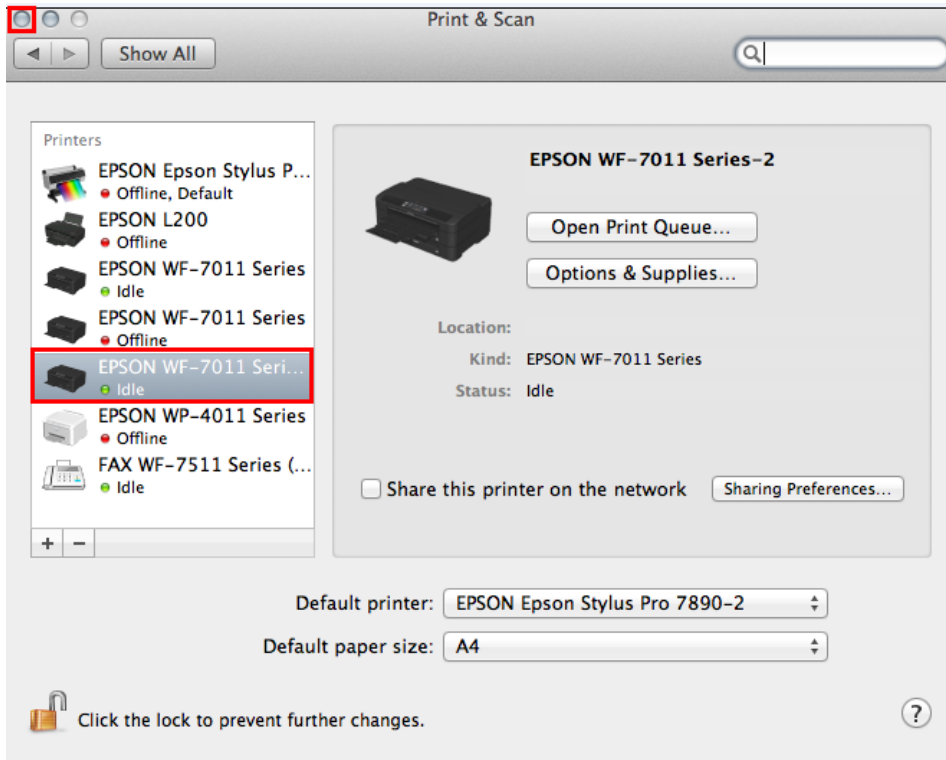 Print & Scan
Show All
Printers
EPSON Epson Stylus P...
Offline, Default
EPSON L200
Offline
EPSON WF-7011 Series
Idle
EPSON WF-7011 Series
Offline
EPSON WF-7011 Seri...
Idle
EPSON WP-4011 Series
Offline
FAX WF-7511 Series (...
Idle
+ −
EPSON WF-7011 Series-2
Open Print Queue...
Options & Supplies...
Location:
Kind: EPSON WF-7011 Series
Status: Idle
Share this printer on the network Sharing Preferences...
Default printer: EPSON Epson Stylus Pro 7890-2
Default paper size: A4
Click the lock to prevent further changes.
?